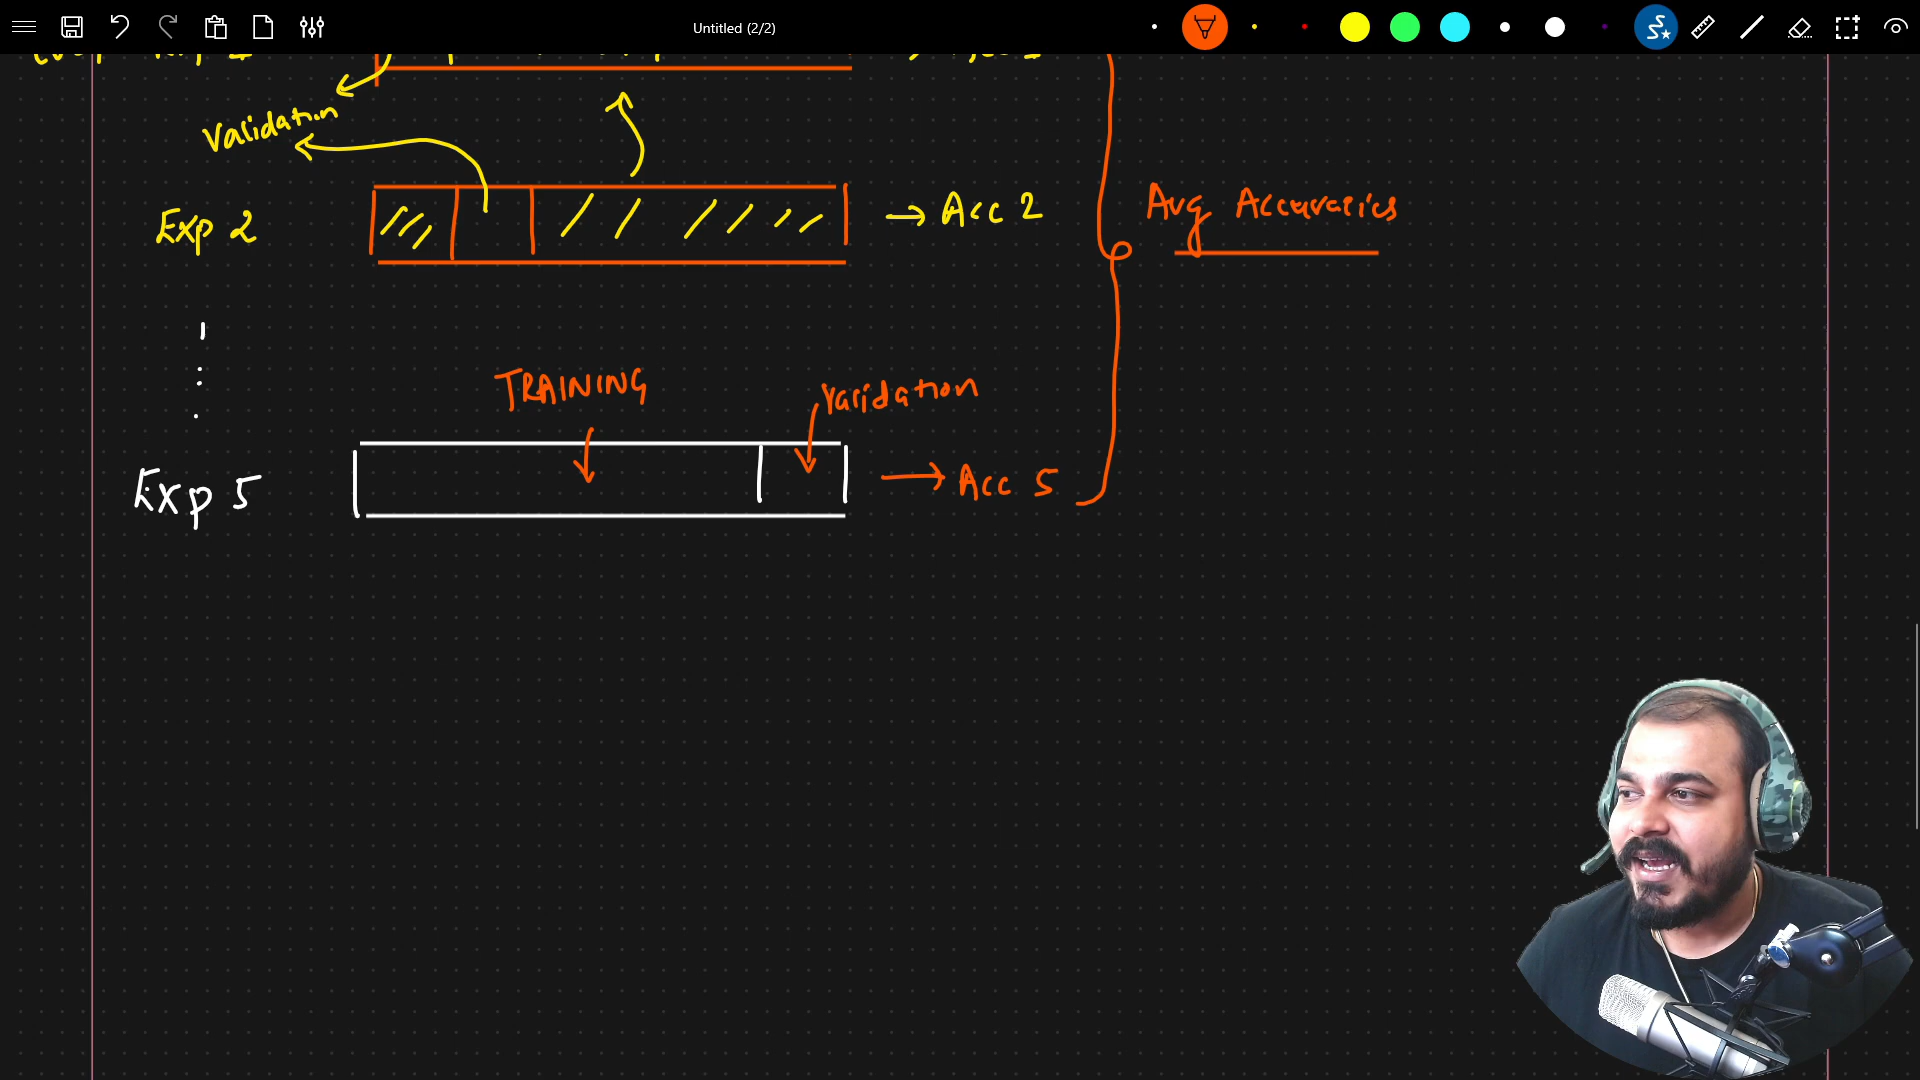 Untitled (2/2)
Validation
Exp 2
→ Acc 2
Avg Accuracies
TRAINING
Validation
Exp 5
→ Acc 5